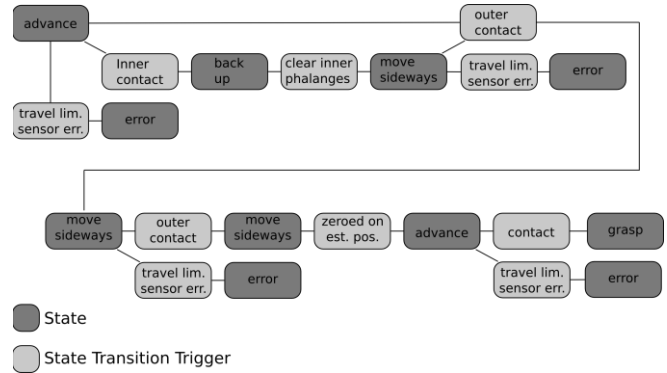 advance
outer
contact
Inner
contact
back
up
clear inner
phalanges
move
sideways
travel lim.
sensor err.
error
travel lim.
sensor err.
error
move
sideways
outer
contact
move
sideways
zeroed on
est. pos.
advance
contact
grasp
travel lim.
sensor err.
error
travel lim.
sensor err.
error
State
State Transition Trigger